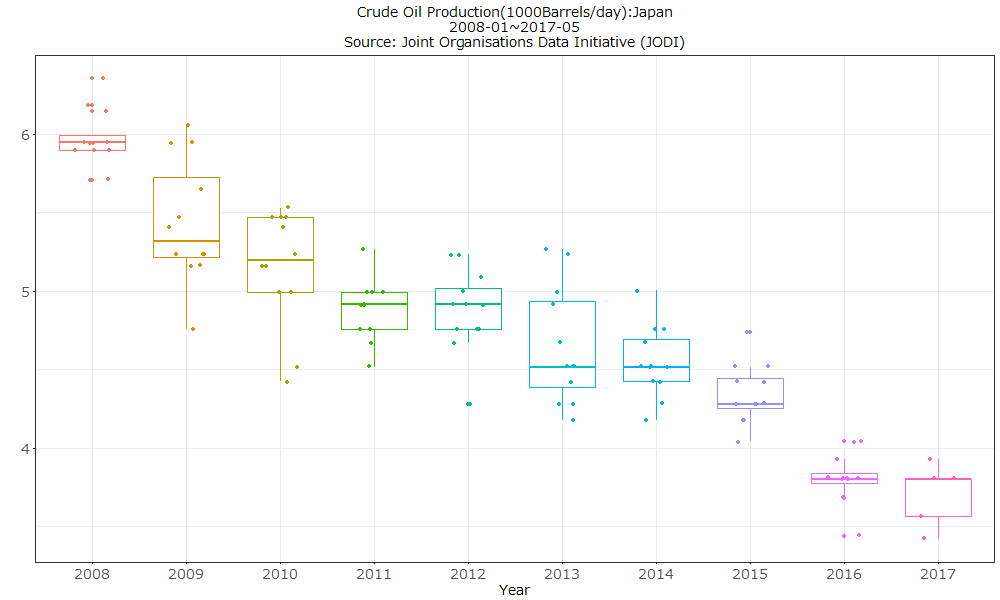 Crude Oil Production(1000Barrels/day):Japan
2008-01~2017-05
Source: Joint Organisations Data Initiative (JODI)
6
5
4
2008 2009 2010 2011 2012 2013 2014 2015 2016 2017
Year